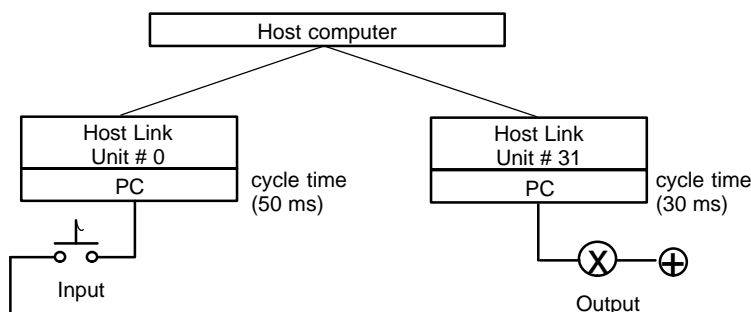 Host computer
Host Link
Unit # 0
PC
cycle time
(50 ms)
Input
Host Link
Unit # 31
PC
cycle time
(30 ms)
X
Output